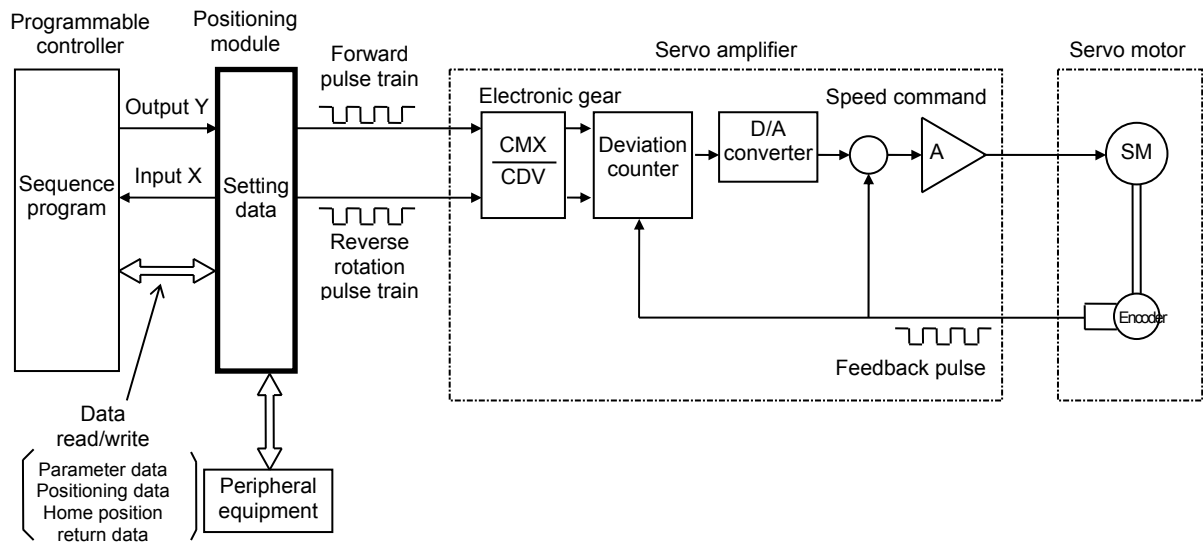 Programmable
controller
Sequence
program
Output Y
Input X
Data
read/write
Parameter data
Positioning data
Home position
return data
Positioning
module
Setting
data
Peripheral
equipment
Forward
pulse train
Reverse
rotation
pulse train
Servo amplifier
Electronic gear
CMX
CDV
Deviation
counter
D/A
converter
Speed command
A
Feedback pulse
Servo motor
SM
Encoder